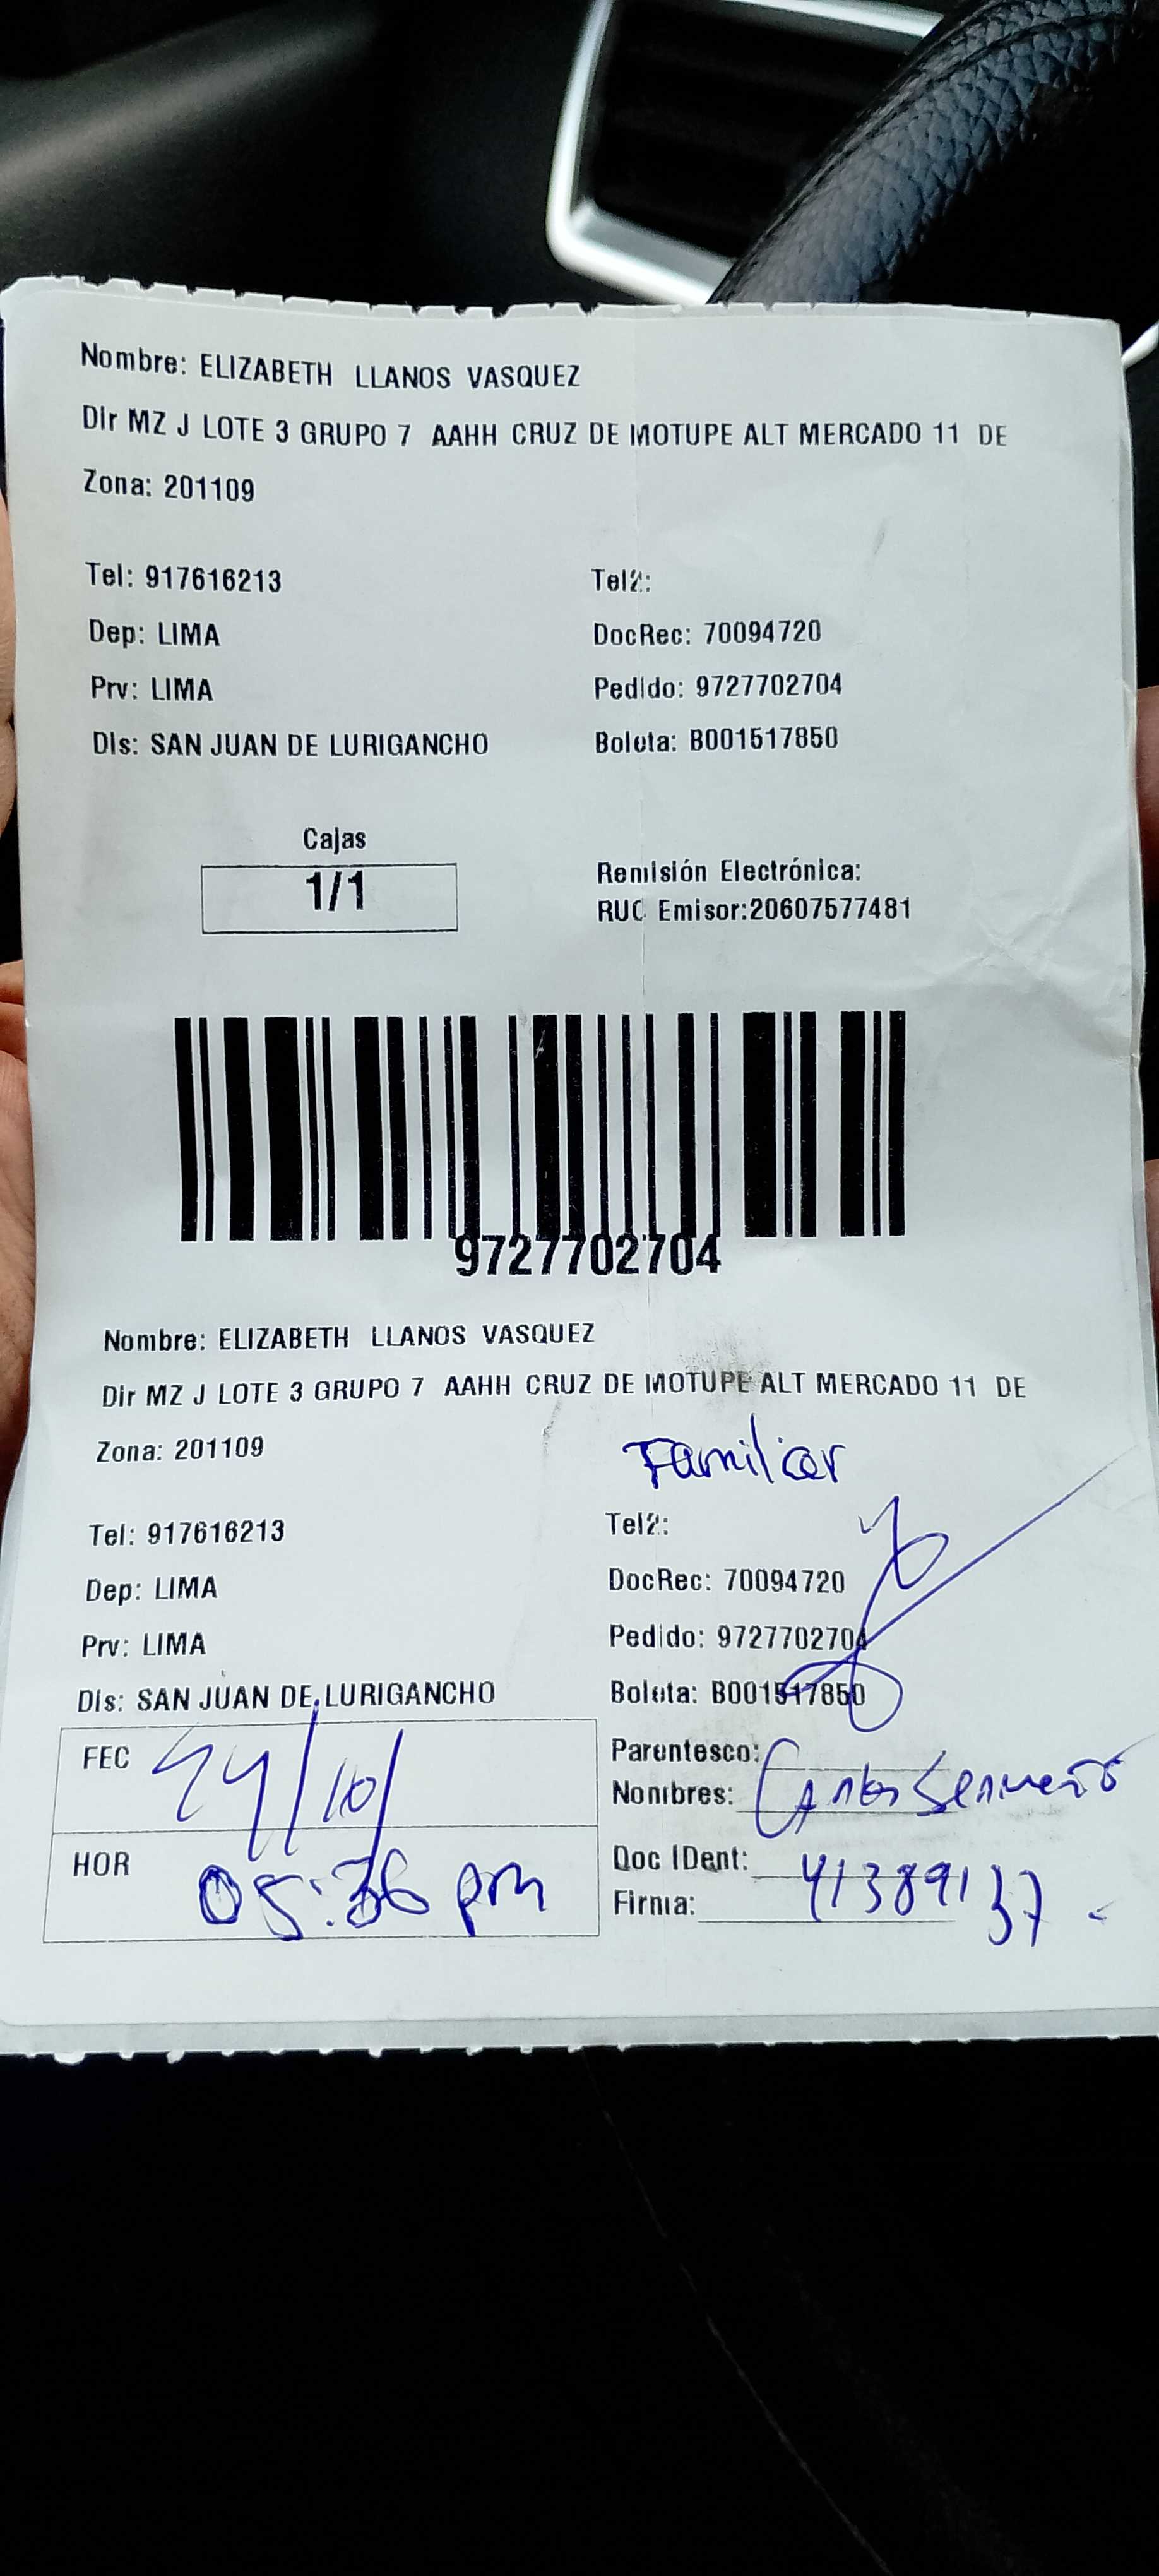 Nombre: ELIZABETH LLANOS VASQUEZ
Dir MZ J LOTE 3 GRUPO 7 AAHH CRUZ DE MOTUPE ALT MERCADO 11 DE
Zona: 201109
Tel: 917616213 Tel2:
Dep: LIMA DocRec: 70094720
Prv: LIMA Pedido: 9727702704
Dis: SAN JUAN DE LURIGANCHO Boleta: B001517850
Cajas
1/1
Remisión Electrónica:
RUC Emisor:20607577481
9727702704
Nombre: ELIZABETH LLANOS VASQUEZ
Dir MZ J LOTE 3 GRUPO 7 AAHH CRUZ DE MOTUPE ALT MERCADO 11 DE
Zona: 201109
Familiar
Tel: 917616213 Tel2:
Dep: LIMA DocRec: 70094720
Prv: LIMA Pedido: 9727702704
Dis: SAN JUAN DE LURIGANCHO Boleta: B001517850
FEC 24/10/
Parentesco:
Nombres: Carlos
HOR 05:36 pm
Doc IDent: 41389137
Firma: